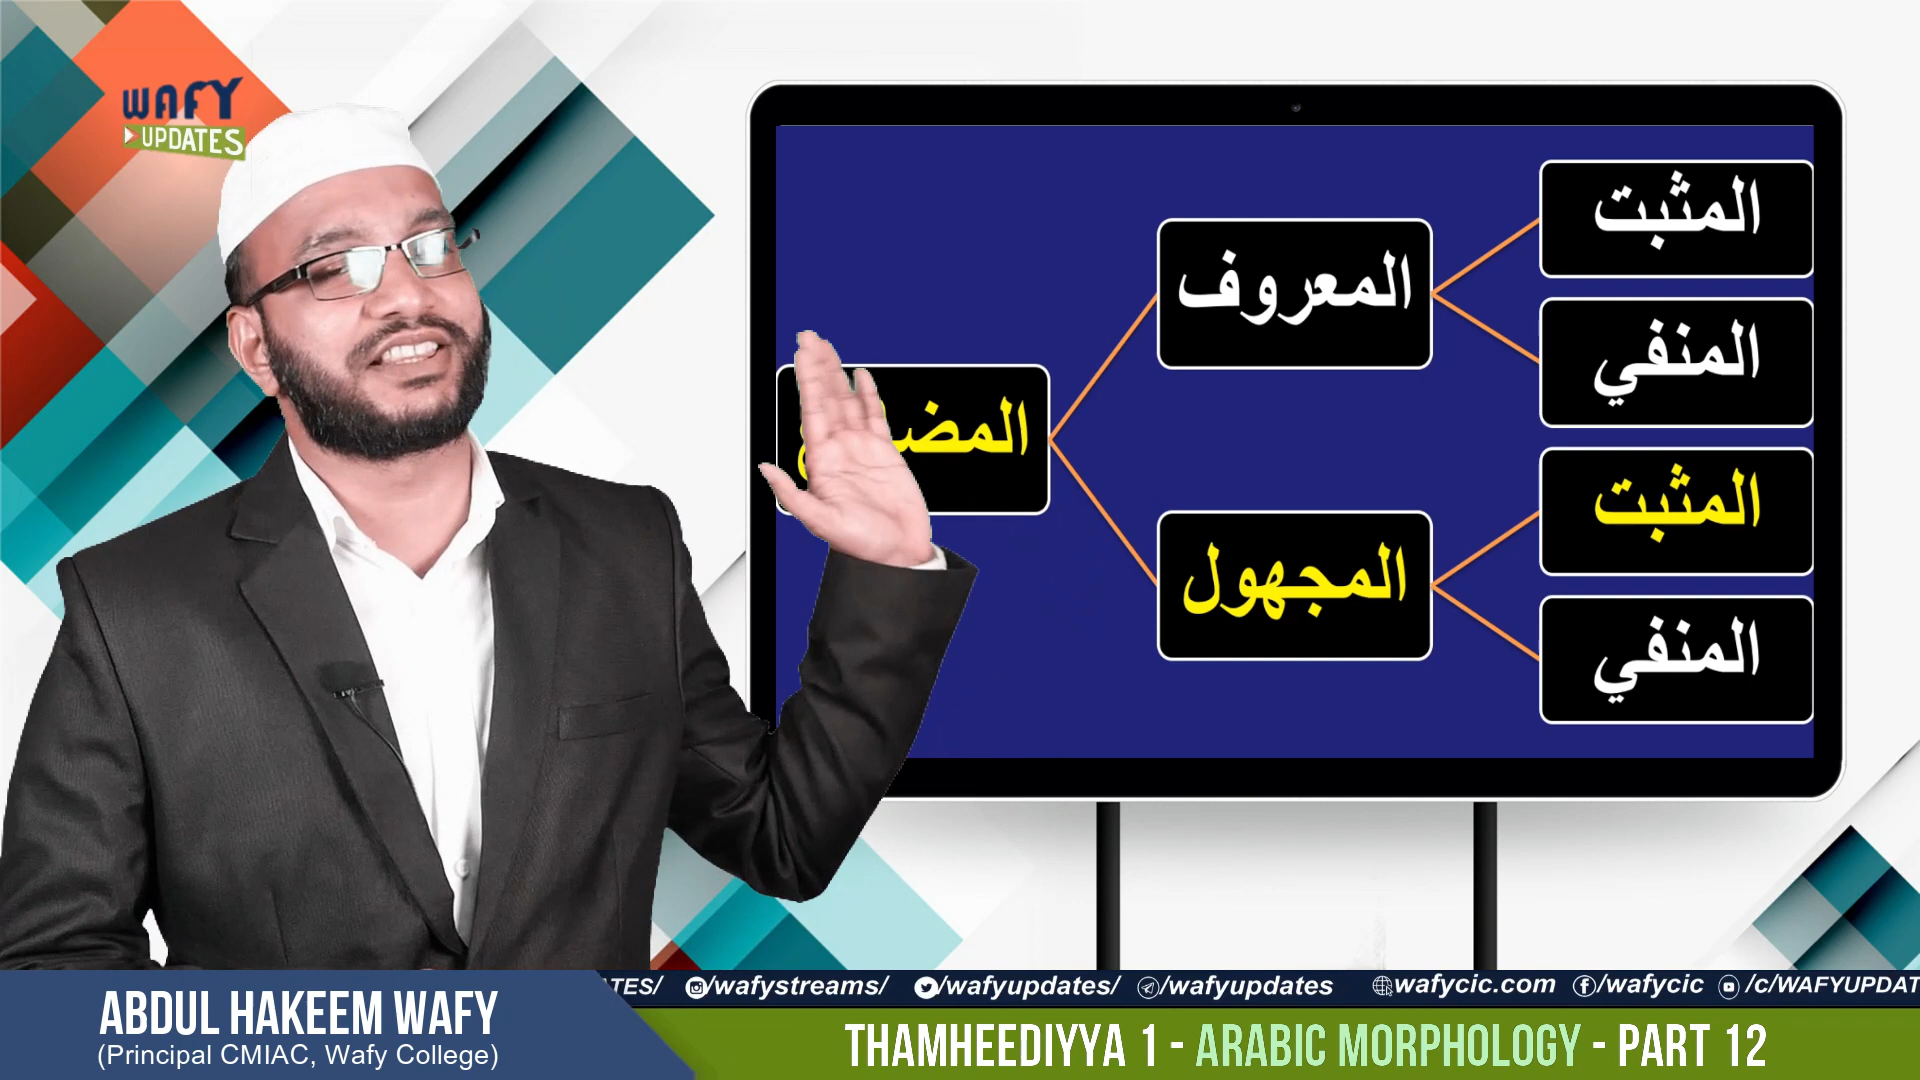 WAFY
UPDATES
المثبت
المعروف
المنفي
المثبت
المجهول
المنفي
/wafystreams/ /wafyupdates/ /wafyupdates wafycic.com /wafycic
ABDUL HAKEEM WAFY
(Principal CMIAC, Wafy College)
THAMHEEDIYYA 1 - ARABIC MORPHOLOGY - PART 12